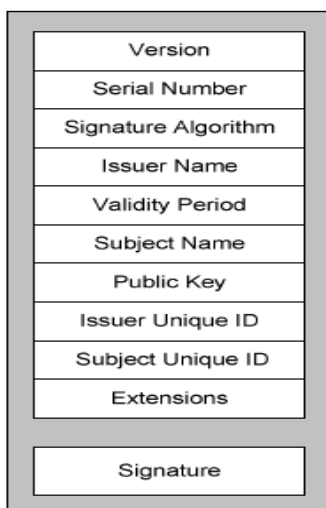 Version
Serial Number
Signature Algorithm
Issuer Name
Validity Period
Subject Name
Public Key
Issuer Unique ID
Subject Unique ID
Extensions
Signature